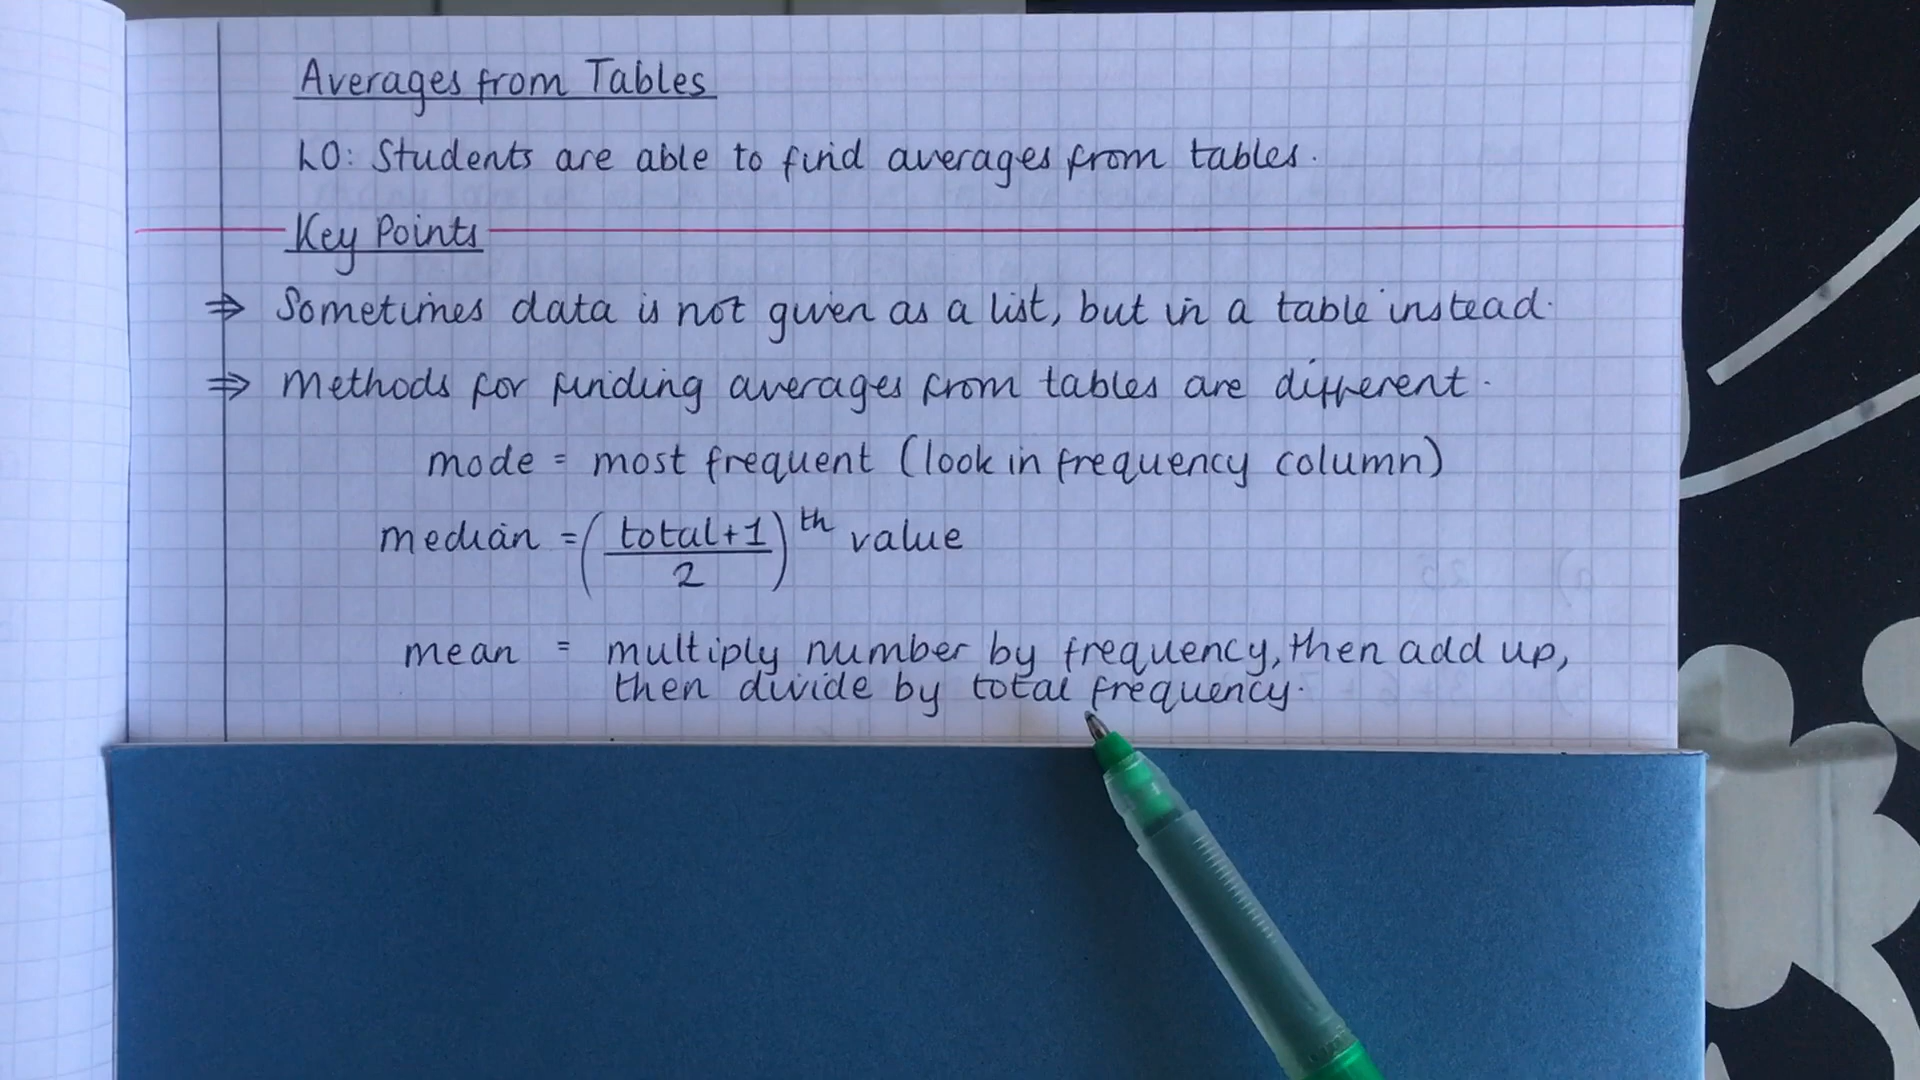 Averages from Tables
LO: Students are able to find averages from tables.
Key Points
⇒ Sometimes data is not given as a list, but in a table instead.
⇒ Methods for finding averages from tables are different.
mode = most frequent (look in frequency column)
median = (total+1/2)th value
mean = multiply number by frequency, then add up,
then divide by total frequency.